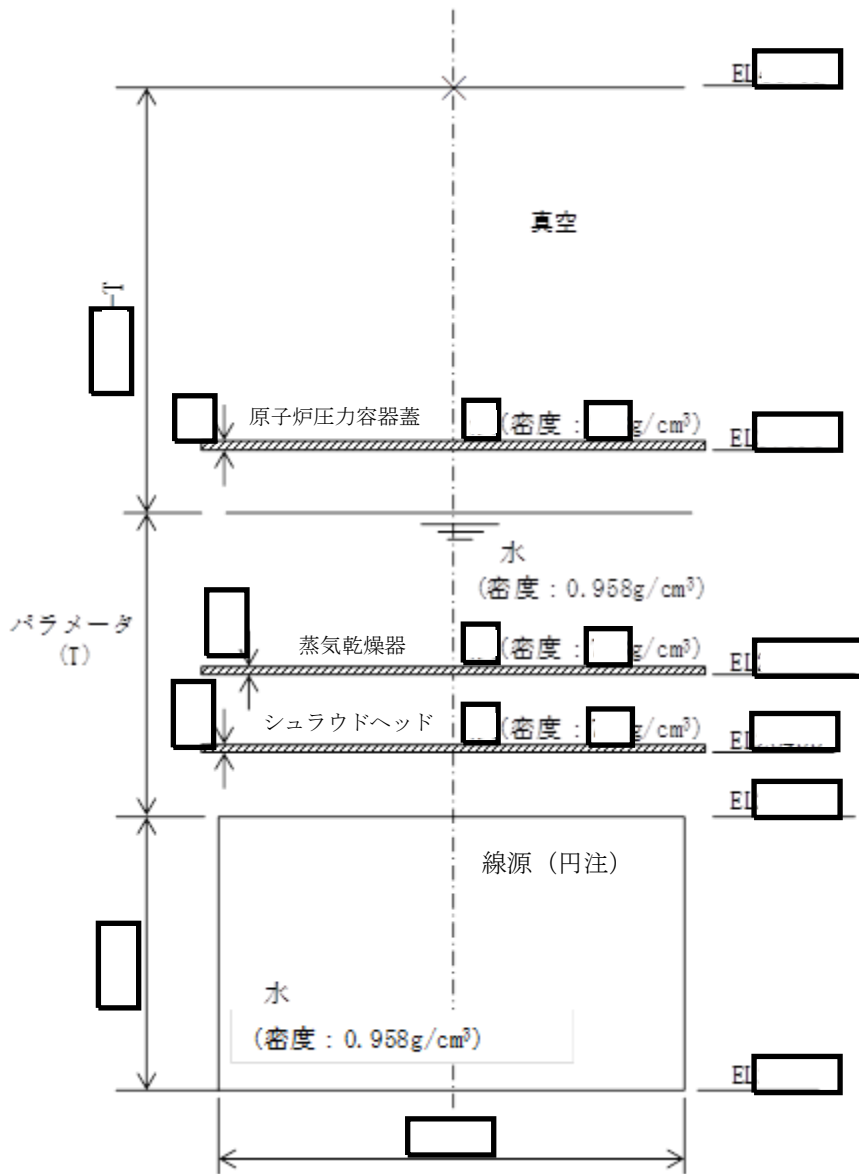 EL
真空
-T
原子炉圧力容器蓋
(密度：
g/cm³)
EL
水
(密度：0.958g/cm³)
パラメータ
(T)
蒸気乾燥器
(密度：
g/cm³)
EL
シュラウドヘッド
(密度：
g/cm³)
EL
EL
線源（円注）
水
(密度：0.958g/cm³)
EL